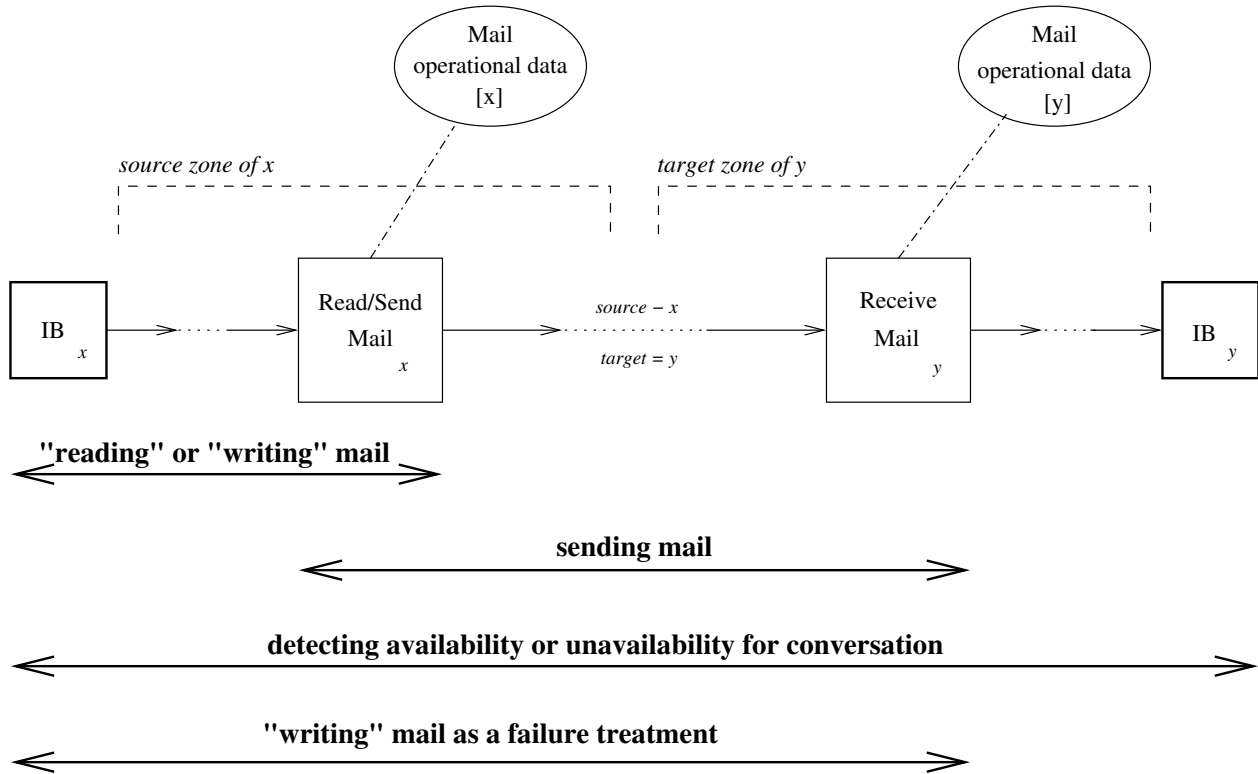 Mail
operational data
[x]
Mail
operational data
[y]
source zone of x
target zone of y
IB x
Read/Send
Mail x
source − x
target = y
Receive
Mail y
IB y
"reading" or "writing" mail
sending mail
detecting availability or unavailability for conversation
"writing" mail as a failure treatment